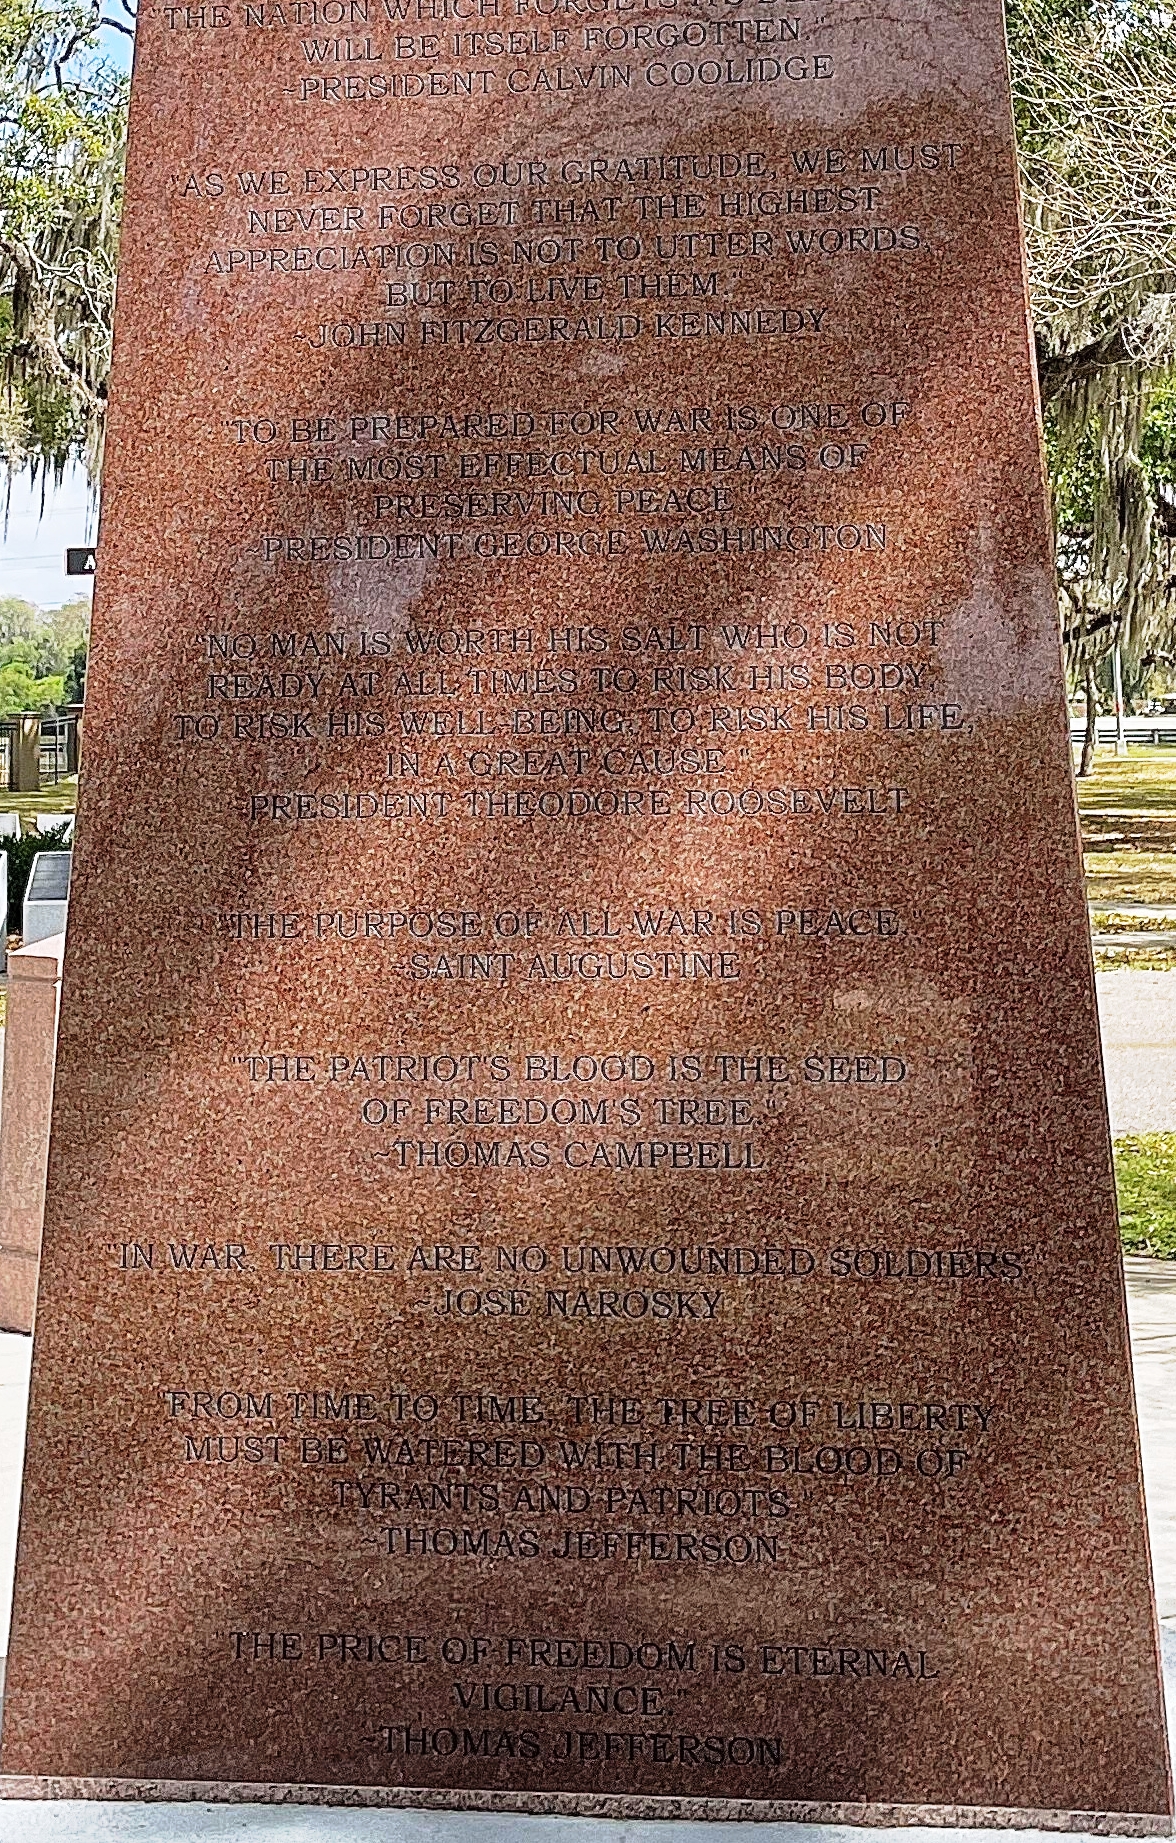 "THE NATION WHICH FORGETS ITS
WILL BE ITSELF FORGOTTEN."
~PRESIDENT CALVIN COOLIDGE
"AS WE EXPRESS OUR GRATITUDE, WE MUST
NEVER FORGET THAT THE HIGHEST
APPRECIATION IS NOT TO UTTER WORDS,
BUT TO LIVE THEM."
~JOHN FITZGERALD KENNEDY
"TO BE PREPARED FOR WAR IS ONE OF
THE MOST EFFECTUAL MEANS OF
PRESERVING PEACE."
~PRESIDENT GEORGE WASHINGTON
"NO MAN IS WORTH HIS SALT WHO IS NOT
READY AT ALL TIMES TO RISK HIS BODY,
TO RISK HIS WELL-BEING, TO RISK HIS LIFE,
IN A GREAT CAUSE."
PRESIDENT THEODORE ROOSEVELT
"THE PURPOSE OF ALL WAR IS PEACE."
~SAINT AUGUSTINE
"THE PATRIOT'S BLOOD IS THE SEED
OF FREEDOM'S TREE."
~THOMAS CAMPBELL
"IN WAR, THERE ARE NO UNWOUNDED SOLDIERS."
~JOSE NAROSKY
"FROM TIME TO TIME, THE TREE OF LIBERTY
MUST BE WATERED WITH THE BLOOD OF
TYRANTS AND PATRIOTS."
~THOMAS JEFFERSON
"THE PRICE OF FREEDOM IS ETERNAL
VIGILANCE."
~THOMAS JEFFERSON